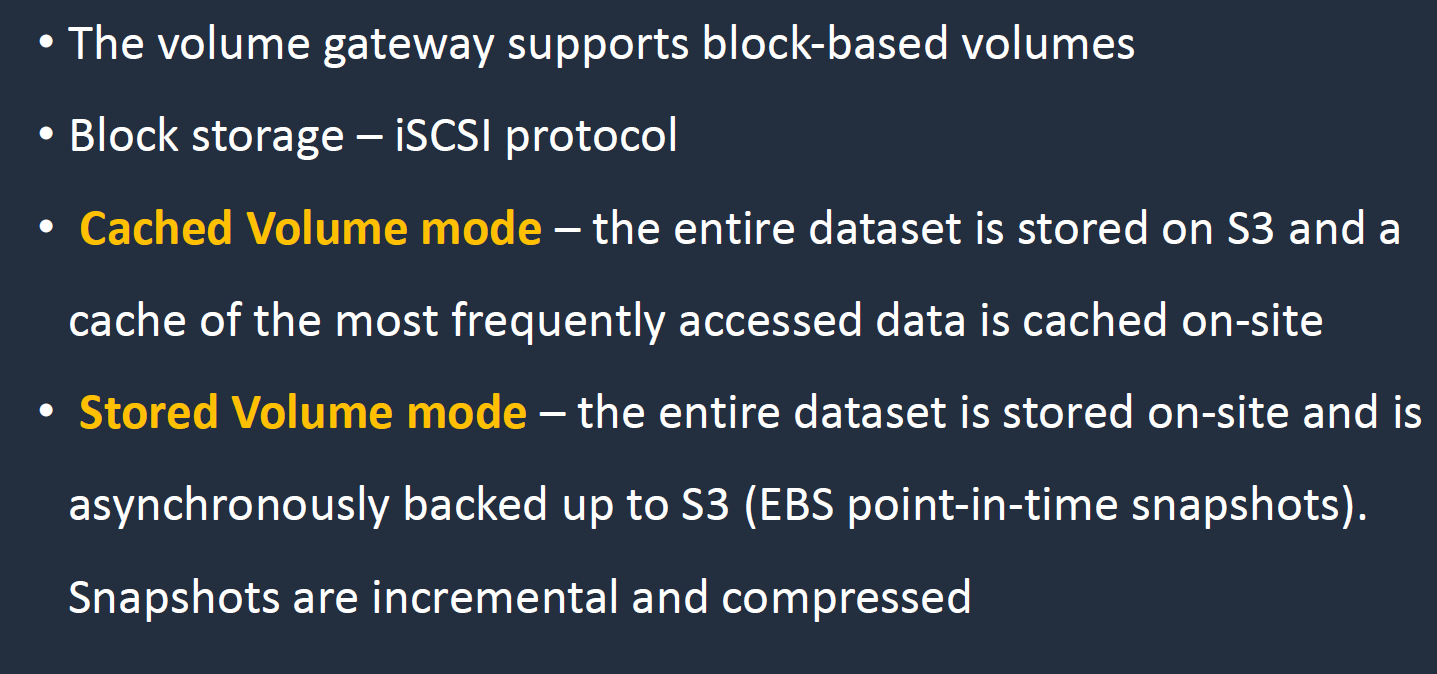 • The volume gateway supports block-based volumes
• Block storage – iSCSI protocol
• Cached Volume mode – the entire dataset is stored on S3 and a
cache of the most frequently accessed data is cached on-site
• Stored Volume mode – the entire dataset is stored on-site and is
asynchronously backed up to S3 (EBS point-in-time snapshots).
Snapshots are incremental and compressed